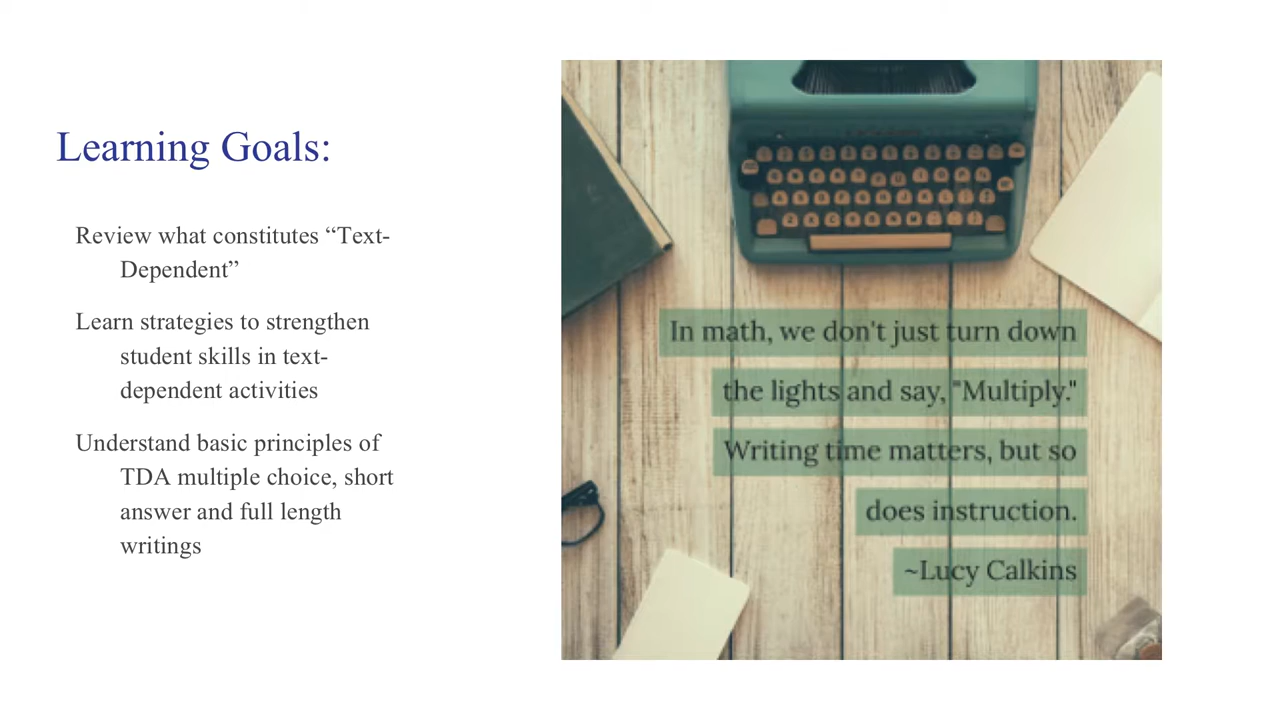 Learning Goals:
Review what constitutes “Text-
Dependent”
Learn strategies to strengthen
student skills in text-
dependent activities
Understand basic principles of
TDA multiple choice, short
answer and full length
writings
In math, we don't just turn down
the lights and say, "Multiply."
Writing time matters, but so
does instruction.
~Lucy Calkins